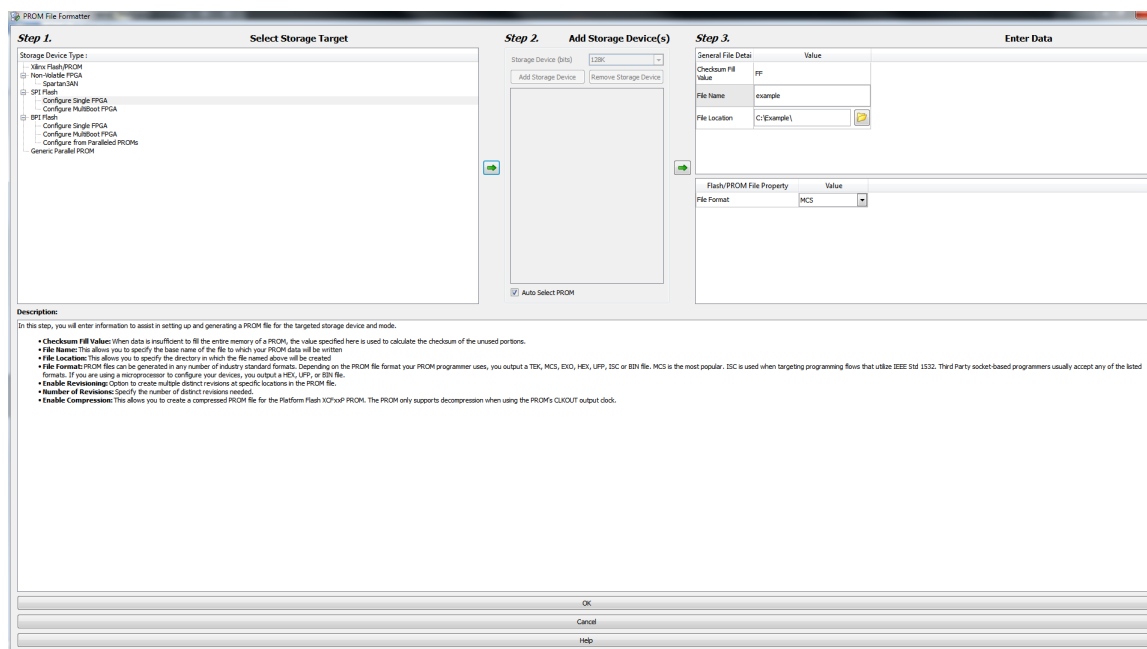 PROM File Formatter
Step 1. Select Storage Target
Storage Device Type :
Xilinx Flash/PROM
Non-Volatile FPGA
Spartan3AN
SPI Flash
Configure Single FPGA
Configure MultiBoot FPGA
BPI Flash
Configure Single FPGA
Configure MultiBoot FPGA
Configure from Paralleled PROMs
Generic Parallel PROM
Step 2. Add Storage Device(s)
Storage Device (bits) 128K
Add Storage Device Remove Storage Device
Auto Select PROM
Step 3. Enter Data
General File Detai Value
Checksum Fill
Value FF
File Name example
File Location C:\Example\
Flash/PROM File Property Value
File Format MCS
Description:
In this step, you will enter information to assist in setting up and generating a PROM file for the targeted storage device and mode.
• Checksum Fill Value: When data is insufficient to fill the entire memory of a PROM, the value specified here is used to calculate the checksum of the unused portions.
• File Name: This allows you to specify the base name of the file to which your PROM data will be written
• File Location: This allows you to specify the directory in which the file named above will be created
• File Format: PROM files can be generated in any number of industry standard formats. Depending on the PROM file format your PROM programmer uses, you output a TEK, MCS, EXO, HEX, UFP, ISC or BIN file. MCS is the most popular. ISC is used when targeting programming flows that utilize IEEE Std 1532. Third Party socket-based programmers usually accept any of the listed
formats. If you are using a microprocessor to configure your devices, you output a HEX, UFP, or BIN file.
• Enable Revisioning: Option to create multiple distinct revisions at specific locations in the PROM file.
• Number of Revisions: Specify the number of distinct revisions needed.
• Enable Compression: This allows you to create a compressed PROM file for the Platform Flash XCFxxP PROM. The PROM only supports decompression when using the PROM's CLKOUT output clock.
OK
Cancel
Help